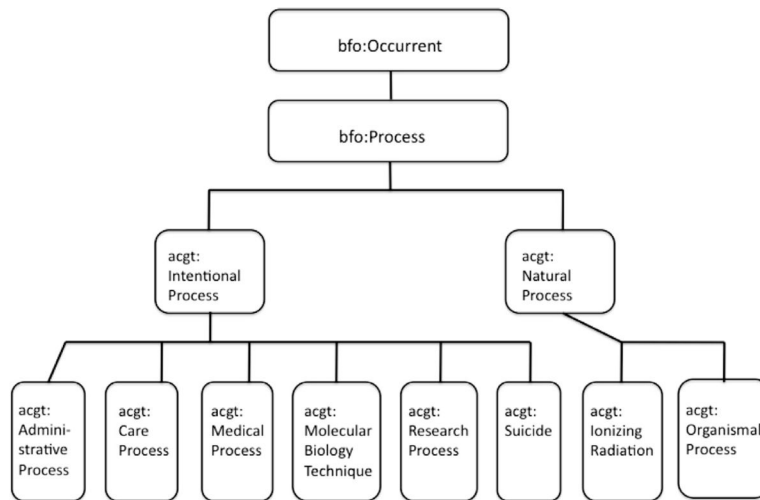 bfo:Occurrent
bfo:Process
acgt:
Intentional
Process
acgt:
Natural
Process
acgt:
Admini-
strative
Process
acgt:
Care
Process
acgt:
Medical
Process
acgt:
Molecular
Biology
Technique
acgt:
Research
Process
acgt:
Suicide
acgt:
Ionizing
Radiation
acgt:
Organismal
Process